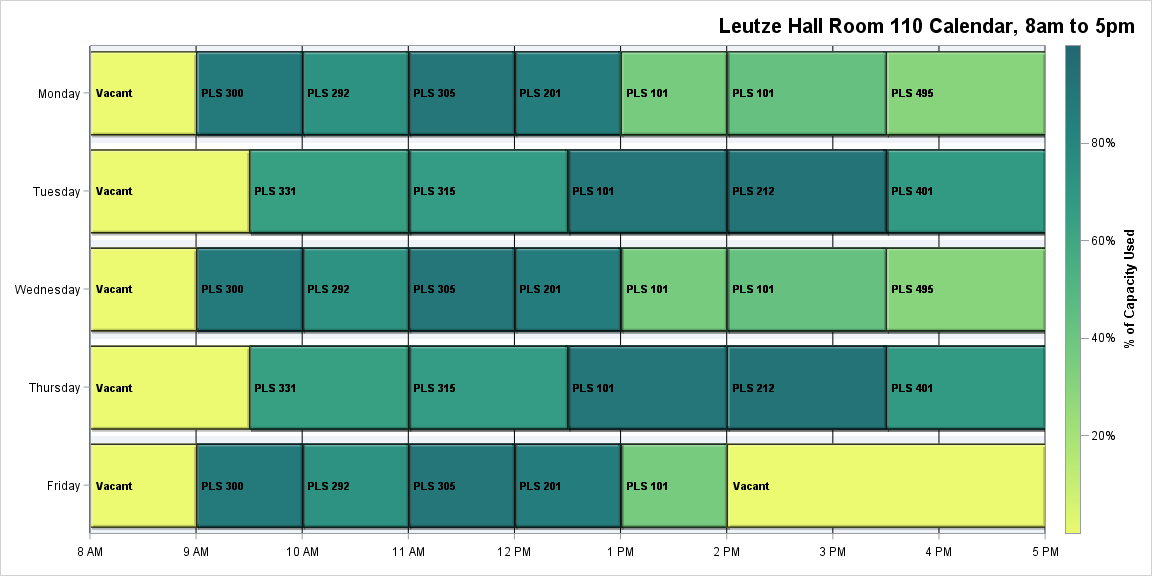 Leutze Hall Room 110 Calendar, 8am to 5pm
Monday Vacant PLS 300 PLS 292 PLS 305 PLS 201 PLS 101 PLS 101 PLS 495
Tuesday Vacant PLS 331 PLS 315 PLS 101 PLS 212 PLS 401
Wednesday Vacant PLS 300 PLS 292 PLS 305 PLS 201 PLS 101 PLS 101 PLS 495
Thursday Vacant PLS 331 PLS 315 PLS 101 PLS 212 PLS 401
Friday Vacant PLS 300 PLS 292 PLS 305 PLS 201 PLS 101 Vacant
8 AM 9 AM 10 AM 11 AM 12 PM 1 PM 2 PM 3 PM 4 PM 5 PM
80%
60%
40%
20%
% of Capacity Used